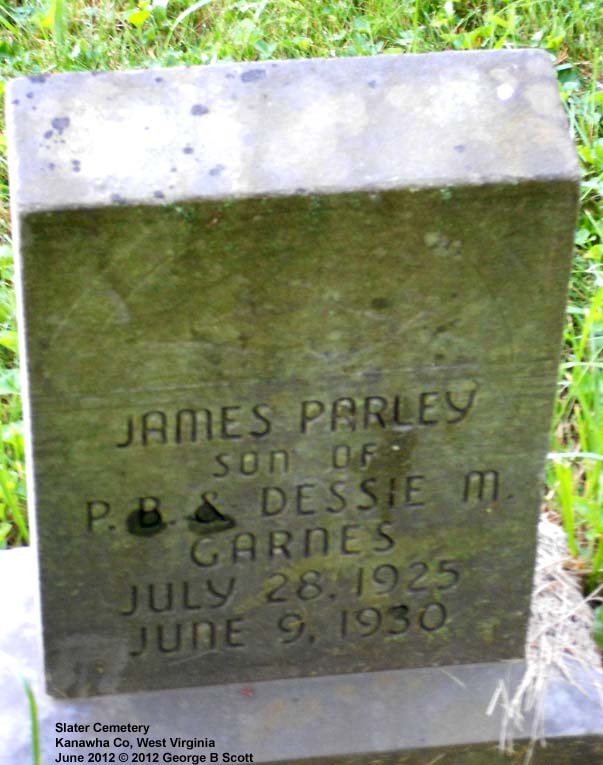 JAMES PARLEY
SON OF
P. B. & DESSIE M.
GARNES
JULY 28, 1925
JUNE 9, 1930
Slater Cemetery
Kanawha Co, West Virginia
June 2012 © 2012 George B Scott